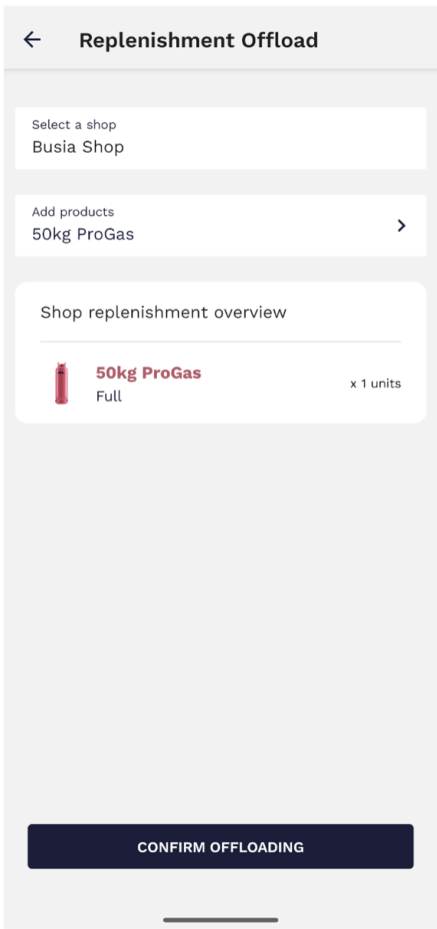 Replenishment Offload
Select a shop
Busia Shop
Add products
50kg ProGas
Shop replenishment overview
50kg ProGas
Full
x 1 units
CONFIRM OFFLOADING